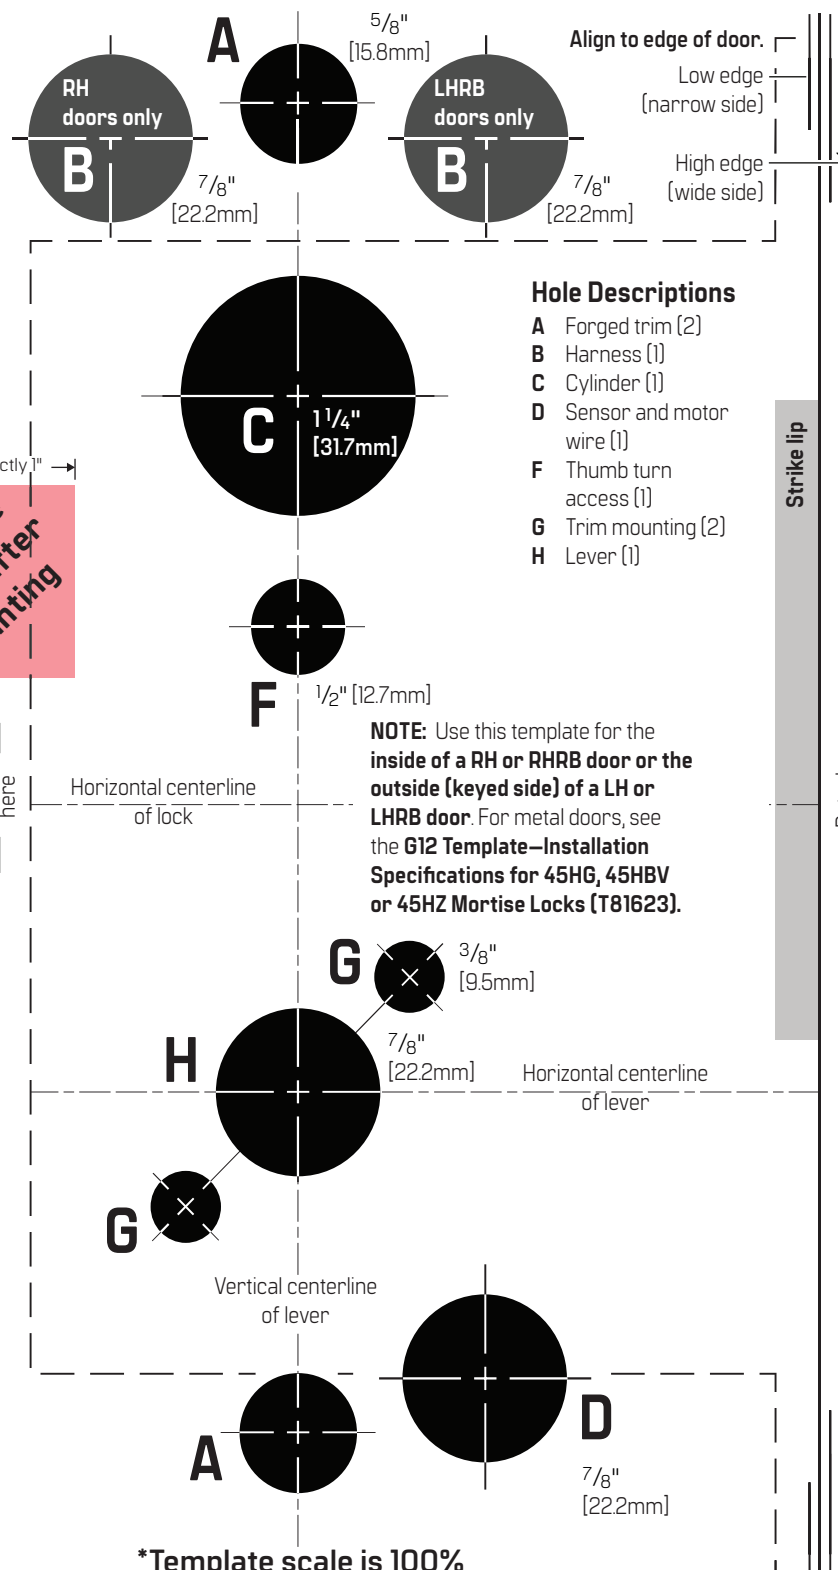 A
5/8"
[15.8mm]
Align to edge of door.
RH
doors only
B
7/8"
[22.2mm]
LHRB
doors only
B
7/8"
[22.2mm]
Low edge
(narrow side)
High edge
(wide side)
Hole Descriptions
A Forged trim (2)
B Harness (1)
C Cylinder (1)
D Sensor and motor
wire (1)
F Thumb turn
access (1)
G Trim mounting (2)
H Lever (1)
C
1 1/4"
[31.7mm]
Strike lip
1"
F
1/2" [12.7mm]
NOTE: Use this template for the
inside of a RH or RHRB door or the
outside (keyed side) of a LH or
LHRB door. For metal doors, see
the G12 Template—Installation
Specifications for 45HG, 45HBV
or 45HZ Mortise Locks (T81623).
here
Horizontal centerline
of lock
G
3/8"
[9.5mm]
H
7/8"
[22.2mm]
Horizontal centerline
of lever
G
Vertical centerline
of lever
D
7/8"
[22.2mm]
A
*Template scale is 100%